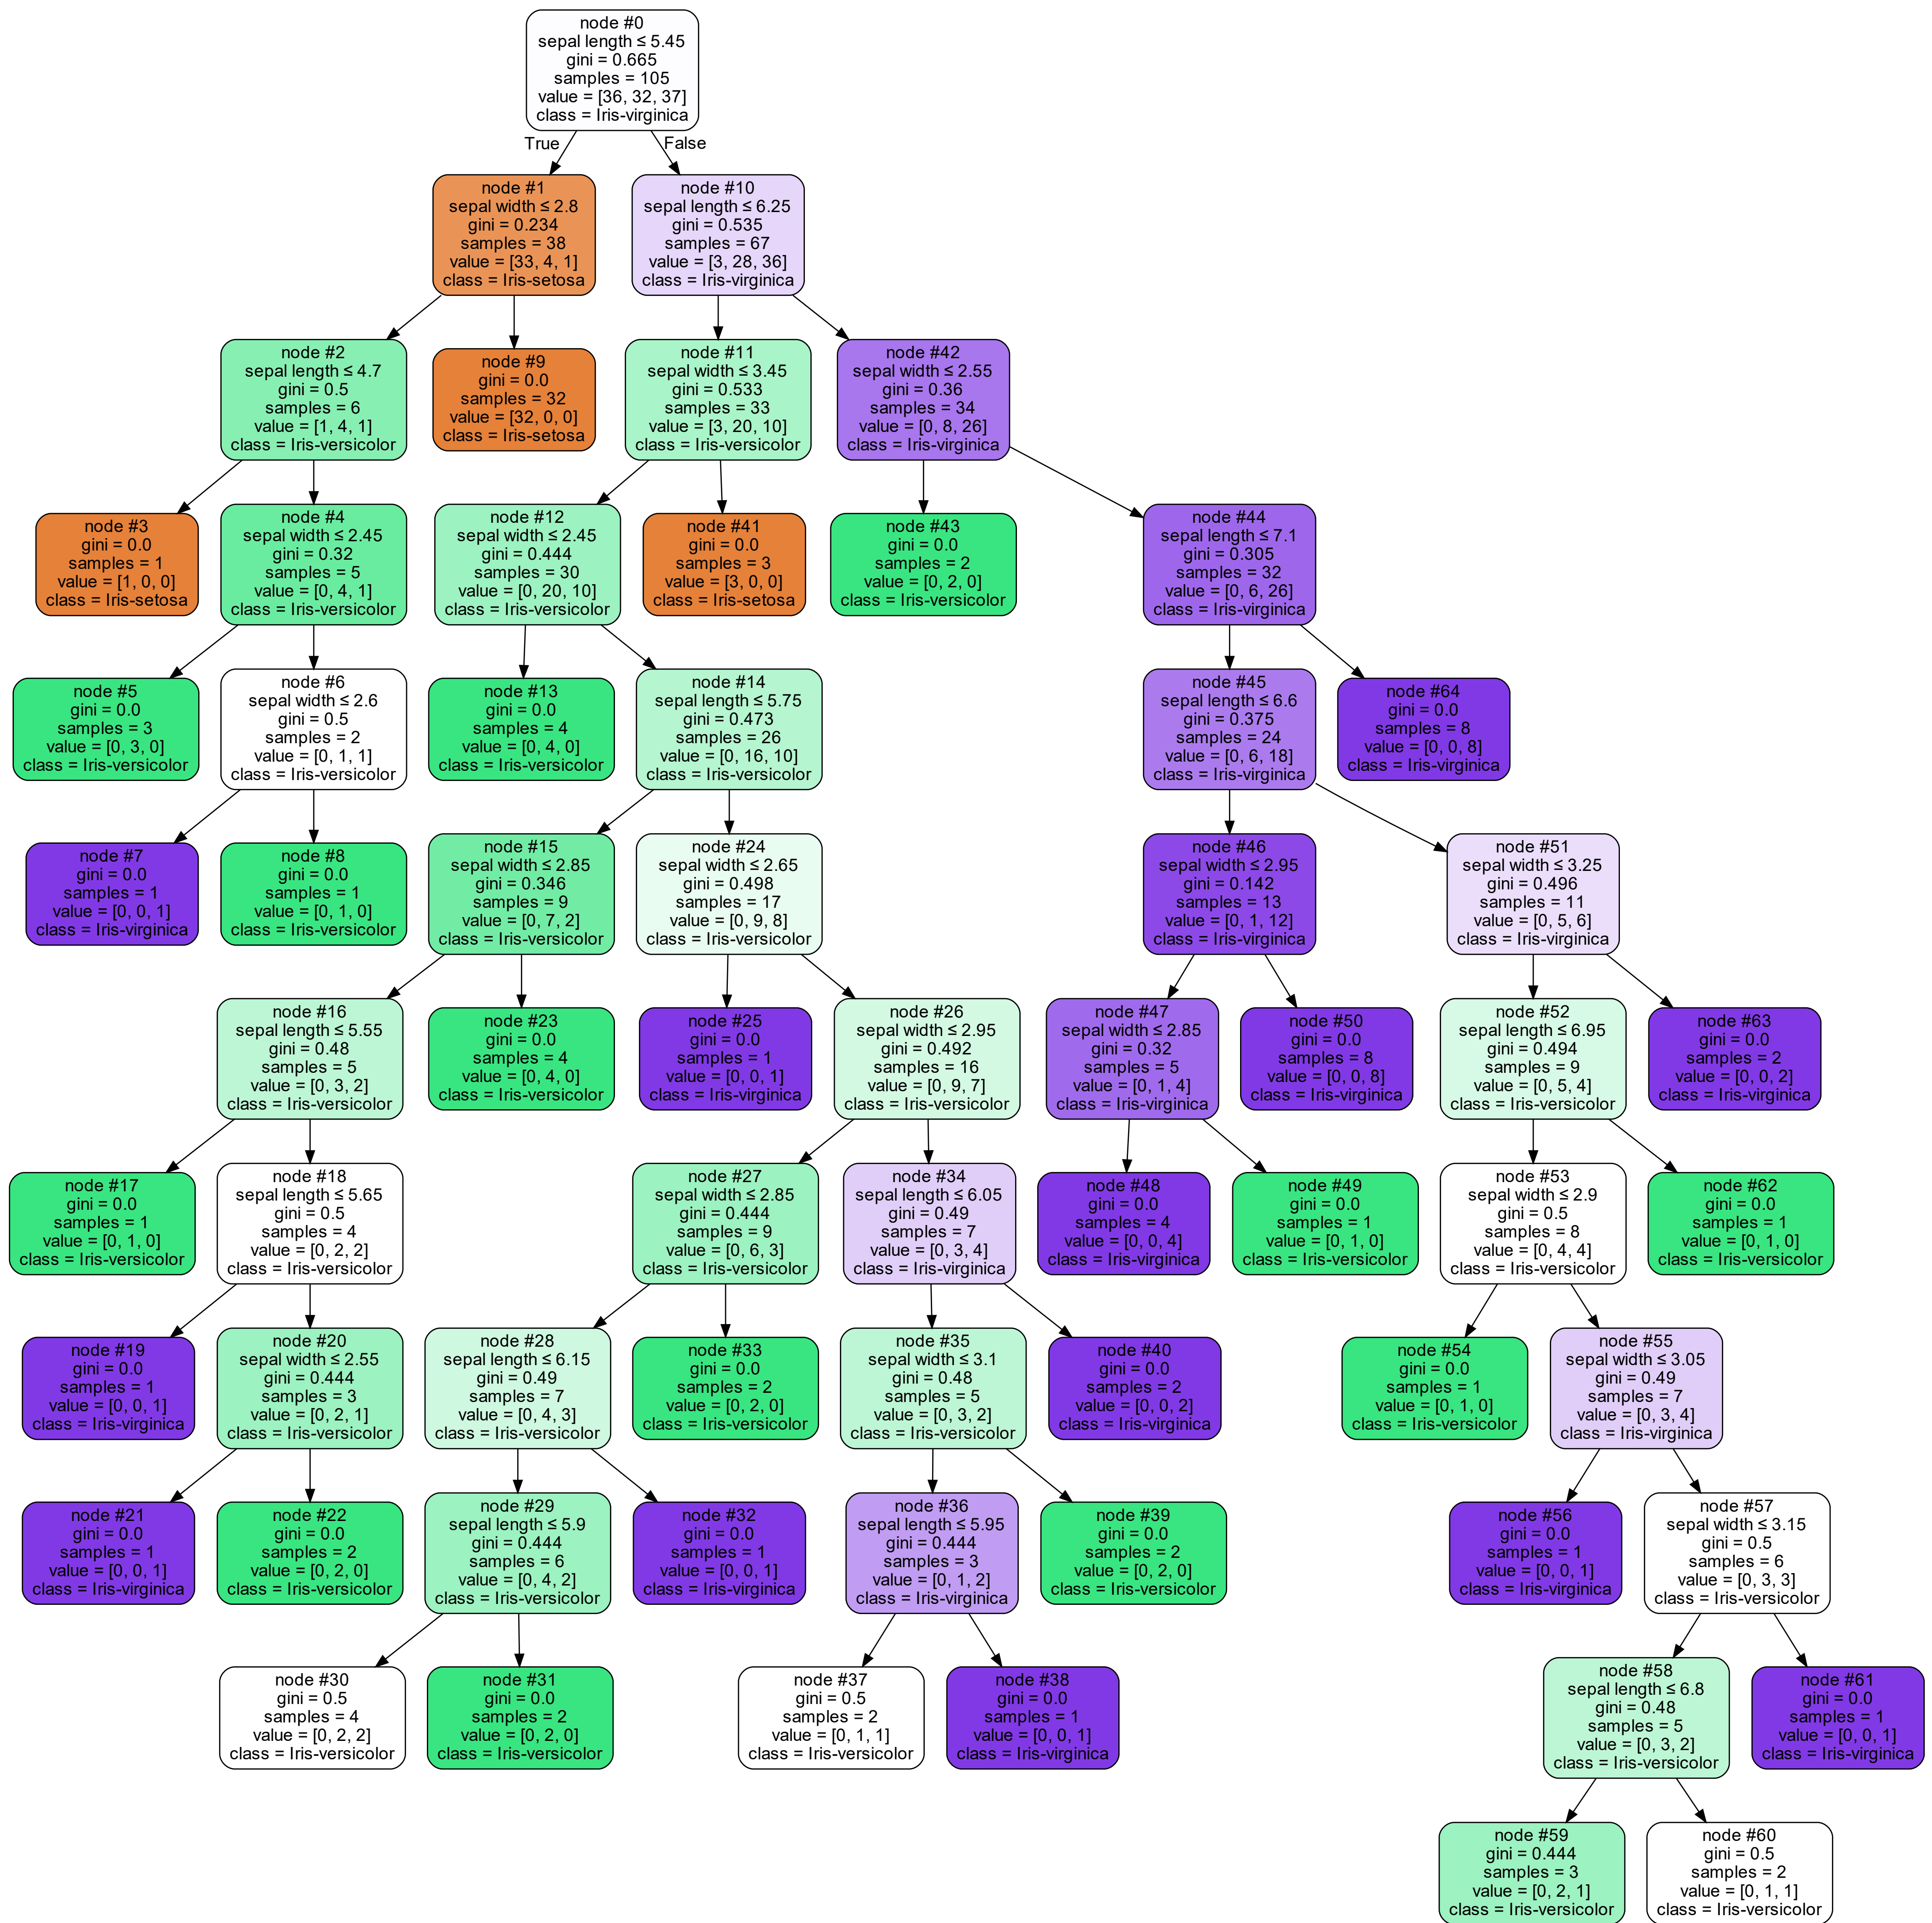 node #0
sepal length ≤ 5.45
gini = 0.665
samples = 105
value = [36, 32, 37]
class = Iris-virginica
True
False
node #1
sepal width ≤ 2.8
gini = 0.234
samples = 38
value = [33, 4, 1]
class = Iris-setosa
node #10
sepal length ≤ 6.25
gini = 0.535
samples = 67
value = [3, 28, 36]
class = Iris-virginica
node #2
sepal length ≤ 4.7
gini = 0.5
samples = 6
value = [1, 4, 1]
class = Iris-versicolor
node #9
gini = 0.0
samples = 32
value = [32, 0, 0]
class = Iris-setosa
node #11
sepal width ≤ 3.45
gini = 0.533
samples = 33
value = [3, 20, 10]
class = Iris-versicolor
node #42
sepal width ≤ 2.55
gini = 0.36
samples = 34
value = [0, 8, 26]
class = Iris-virginica
node #3
gini = 0.0
samples = 1
value = [1, 0, 0]
class = Iris-setosa
node #4
sepal width ≤ 2.45
gini = 0.32
samples = 5
value = [0, 4, 1]
class = Iris-versicolor
node #12
sepal width ≤ 2.45
gini = 0.444
samples = 30
value = [0, 20, 10]
class = Iris-versicolor
node #41
gini = 0.0
samples = 3
value = [3, 0, 0]
class = Iris-setosa
node #43
gini = 0.0
samples = 2
value = [0, 2, 0]
class = Iris-versicolor
node #44
sepal length ≤ 7.1
gini = 0.305
samples = 32
value = [0, 6, 26]
class = Iris-virginica
node #5
gini = 0.0
samples = 3
value = [0, 3, 0]
class = Iris-versicolor
node #6
sepal width ≤ 2.6
gini = 0.5
samples = 2
value = [0, 1, 1]
class = Iris-versicolor
node #13
gini = 0.0
samples = 4
value = [0, 4, 0]
class = Iris-versicolor
node #14
sepal length ≤ 5.75
gini = 0.473
samples = 26
value = [0, 16, 10]
class = Iris-versicolor
node #45
sepal length ≤ 6.6
gini = 0.375
samples = 24
value = [0, 6, 18]
class = Iris-virginica
node #64
gini = 0.0
samples = 8
value = [0, 0, 8]
class = Iris-virginica
node #7
gini = 0.0
samples = 1
value = [0, 0, 1]
class = Iris-virginica
node #8
gini = 0.0
samples = 1
value = [0, 1, 0]
class = Iris-versicolor
node #15
sepal width ≤ 2.85
gini = 0.346
samples = 9
value = [0, 7, 2]
class = Iris-versicolor
node #24
sepal width ≤ 2.65
gini = 0.498
samples = 17
value = [0, 9, 8]
class = Iris-versicolor
node #46
sepal width ≤ 2.95
gini = 0.142
samples = 13
value = [0, 1, 12]
class = Iris-virginica
node #51
sepal width ≤ 3.25
gini = 0.496
samples = 11
value = [0, 5, 6]
class = Iris-virginica
node #16
sepal length ≤ 5.55
gini = 0.48
samples = 5
value = [0, 3, 2]
class = Iris-versicolor
node #23
gini = 0.0
samples = 4
value = [0, 4, 0]
class = Iris-versicolor
node #25
gini = 0.0
samples = 1
value = [0, 0, 1]
class = Iris-virginica
node #26
sepal width ≤ 2.95
gini = 0.492
samples = 16
value = [0, 9, 7]
class = Iris-versicolor
node #47
sepal width ≤ 2.85
gini = 0.32
samples = 5
value = [0, 1, 4]
class = Iris-virginica
node #50
gini = 0.0
samples = 8
value = [0, 0, 8]
class = Iris-virginica
node #52
sepal length ≤ 6.95
gini = 0.494
samples = 9
value = [0, 5, 4]
class = Iris-versicolor
node #63
gini = 0.0
samples = 2
value = [0, 0, 2]
class = Iris-virginica
node #17
gini = 0.0
samples = 1
value = [0, 1, 0]
class = Iris-versicolor
node #18
sepal length ≤ 5.65
gini = 0.5
samples = 4
value = [0, 2, 2]
class = Iris-versicolor
node #27
sepal width ≤ 2.85
gini = 0.444
samples = 9
value = [0, 6, 3]
class = Iris-versicolor
node #34
sepal length ≤ 6.05
gini = 0.49
samples = 7
value = [0, 3, 4]
class = Iris-virginica
node #48
gini = 0.0
samples = 4
value = [0, 0, 4]
class = Iris-virginica
node #49
gini = 0.0
samples = 1
value = [0, 1, 0]
class = Iris-versicolor
node #53
sepal width ≤ 2.9
gini = 0.5
samples = 8
value = [0, 4, 4]
class = Iris-versicolor
node #62
gini = 0.0
samples = 1
value = [0, 1, 0]
class = Iris-versicolor
node #19
gini = 0.0
samples = 1
value = [0, 0, 1]
class = Iris-virginica
node #20
sepal width ≤ 2.55
gini = 0.444
samples = 3
value = [0, 2, 1]
class = Iris-versicolor
node #28
sepal length ≤ 6.15
gini = 0.49
samples = 7
value = [0, 4, 3]
class = Iris-versicolor
node #33
gini = 0.0
samples = 2
value = [0, 2, 0]
class = Iris-versicolor
node #35
sepal width ≤ 3.1
gini = 0.48
samples = 5
value = [0, 3, 2]
class = Iris-versicolor
node #40
gini = 0.0
samples = 2
value = [0, 0, 2]
class = Iris-virginica
node #54
gini = 0.0
samples = 1
value = [0, 1, 0]
class = Iris-versicolor
node #55
sepal width ≤ 3.05
gini = 0.49
samples = 7
value = [0, 3, 4]
class = Iris-virginica
node #21
gini = 0.0
samples = 1
value = [0, 0, 1]
class = Iris-virginica
node #22
gini = 0.0
samples = 2
value = [0, 2, 0]
class = Iris-versicolor
node #29
sepal length ≤ 5.9
gini = 0.444
samples = 6
value = [0, 4, 2]
class = Iris-versicolor
node #32
gini = 0.0
samples = 1
value = [0, 0, 1]
class = Iris-virginica
node #36
sepal length ≤ 5.95
gini = 0.444
samples = 3
value = [0, 1, 2]
class = Iris-virginica
node #39
gini = 0.0
samples = 2
value = [0, 2, 0]
class = Iris-versicolor
node #56
gini = 0.0
samples = 1
value = [0, 0, 1]
class = Iris-virginica
node #57
sepal width ≤ 3.15
gini = 0.5
samples = 6
value = [0, 3, 3]
class = Iris-versicolor
node #30
gini = 0.5
samples = 4
value = [0, 2, 2]
class = Iris-versicolor
node #31
gini = 0.0
samples = 2
value = [0, 2, 0]
class = Iris-versicolor
node #37
gini = 0.5
samples = 2
value = [0, 1, 1]
class = Iris-versicolor
node #38
gini = 0.0
samples = 1
value = [0, 0, 1]
class = Iris-virginica
node #58
sepal length ≤ 6.8
gini = 0.48
samples = 5
value = [0, 3, 2]
class = Iris-versicolor
node #61
gini = 0.0
samples = 1
value = [0, 0, 1]
class = Iris-virginica
node #59
gini = 0.444
samples = 3
value = [0, 2, 1]
class = Iris-versicolor
node #60
gini = 0.5
samples = 2
value = [0, 1, 1]
class = Iris-versicolor